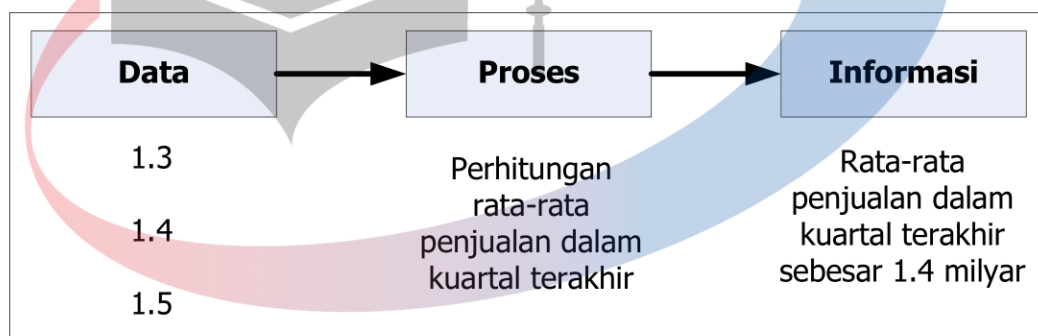 Data
Proses
Informasi
1.3
1.4
1.5
Perhitungan
rata-rata
penjualan dalam
kuartal terakhir
Rata-rata
penjualan dalam
kuartal terakhir
sebesar 1.4 milyar